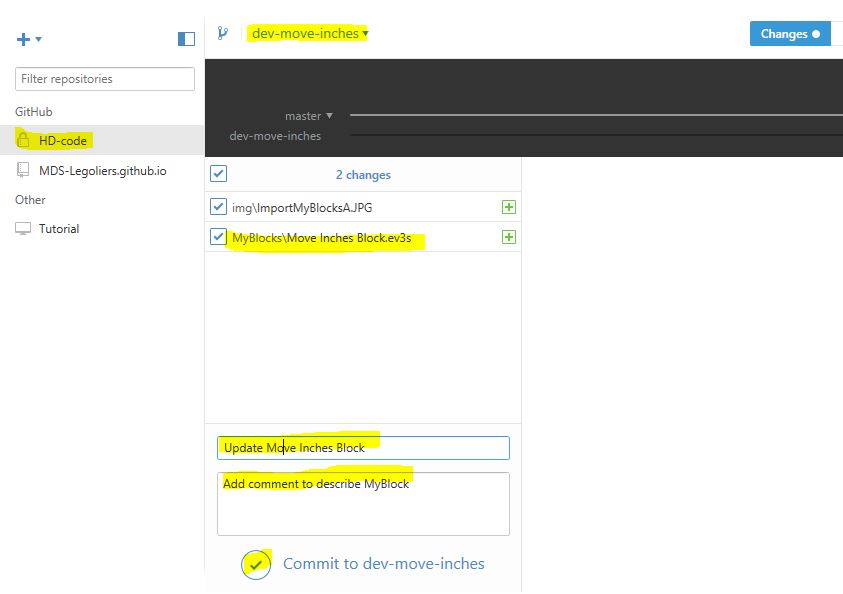 dev-move-inches
Changes
Filter repositories
GitHub
HD-code
MDS-Legoliers.github.io
Other
Tutorial
master
dev-move-inches
2 changes
img\ImportMyBlocksA.JPG
MyBlocks\Move Inches Block.ev3s
Update Move Inches Block
Add comment to describe MyBlock
Commit to dev-move-inches